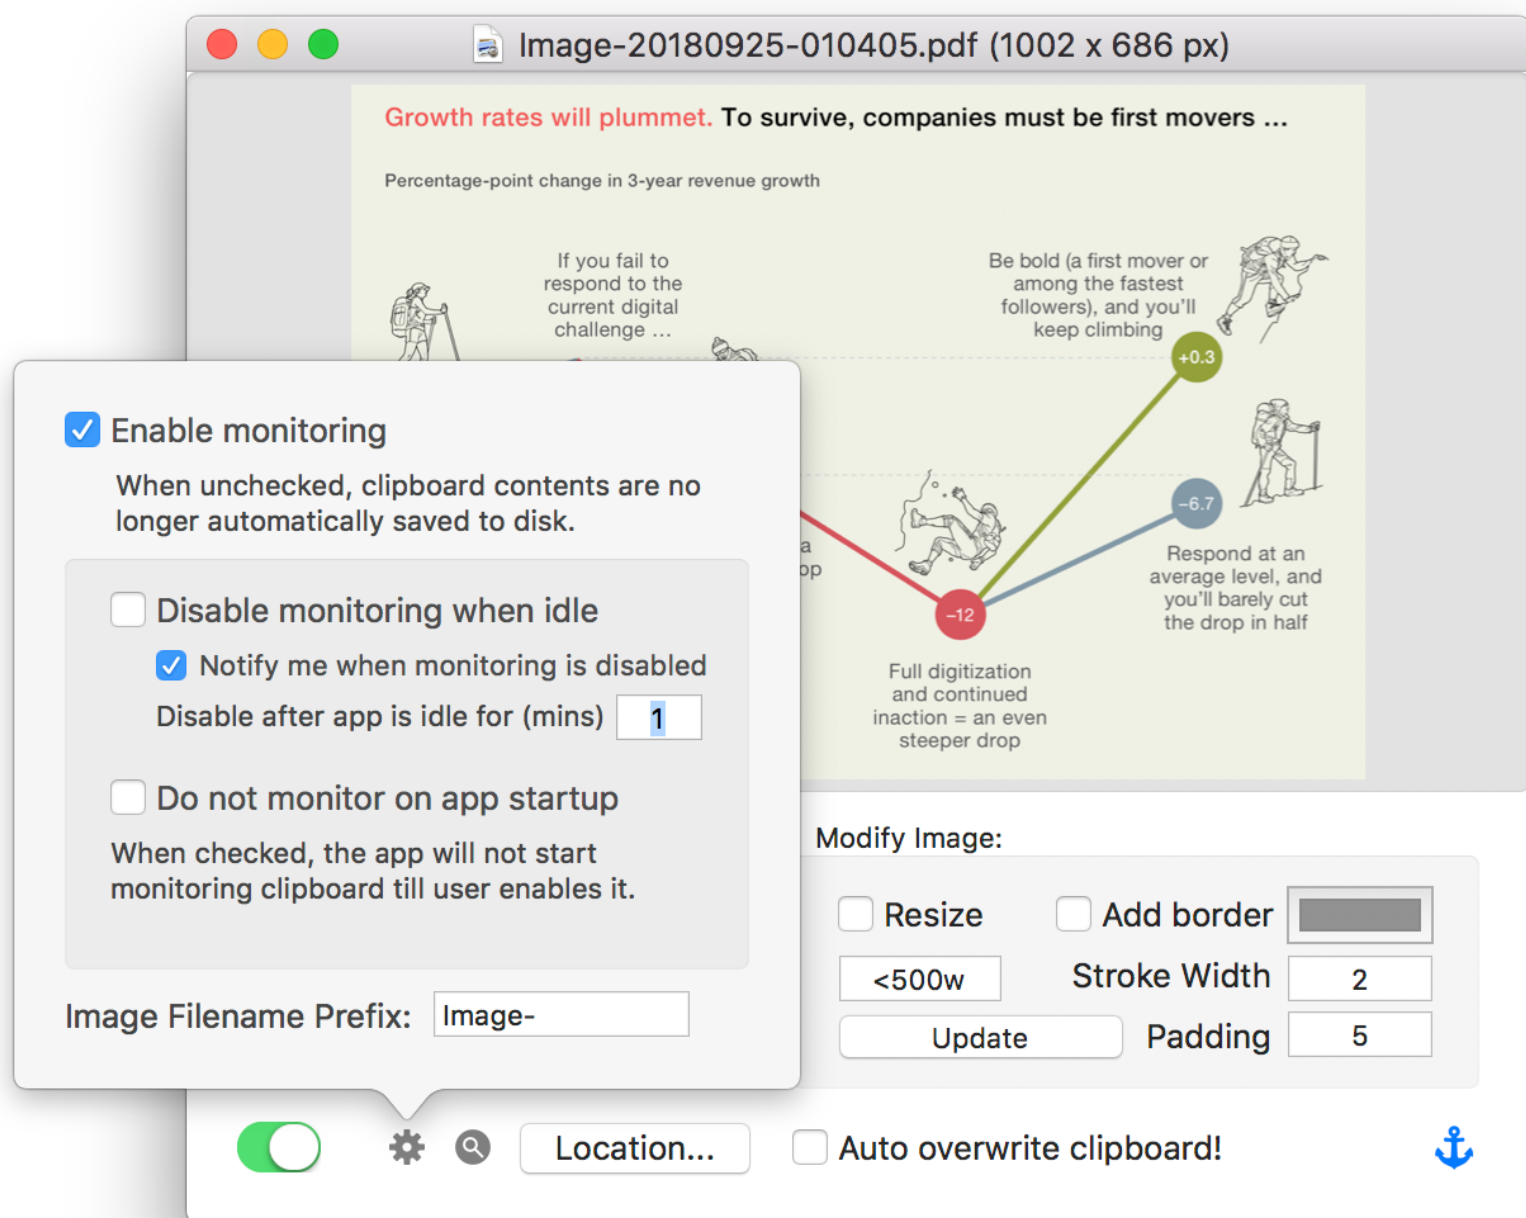 Image-20180925-010405.pdf (1002 x 686 px)
Growth rates will plummet. To survive, companies must be first movers ...
Percentage-point change in 3-year revenue growth
If you fail to
respond to the
current digital
challenge ...
Be bold (a first mover or
among the fastest
followers), and you'll
keep climbing
+0.3
−6.7
a
op
Respond at an
average level, and
you'll barely cut
the drop in half
−12
Full digitization
and continued
inaction = an even
steeper drop
Enable monitoring
When unchecked, clipboard contents are no
longer automatically saved to disk.
Disable monitoring when idle
Notify me when monitoring is disabled
Disable after app is idle for (mins) 1
Do not monitor on app startup
When checked, the app will not start
monitoring clipboard till user enables it.
Image Filename Prefix: Image-
Modify Image:
Resize
Add border
<500w
Stroke Width 2
Update
Padding 5
Location...
Auto overwrite clipboard!